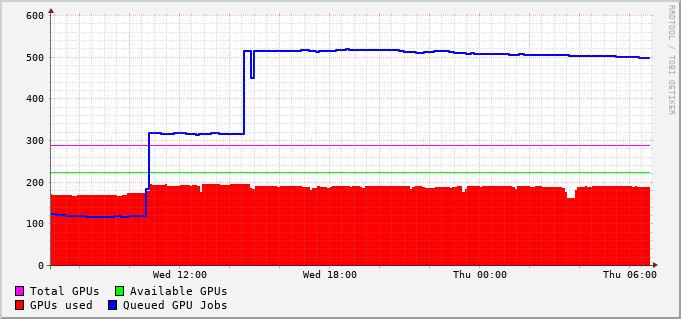 600
500
400
300
200
100
0
Wed 12:00 Wed 18:00 Thu 00:00 Thu 06:00
Total GPUs Available GPUs
GPUs used Queued GPU Jobs
RRDTOOL / TOBI OETIKER